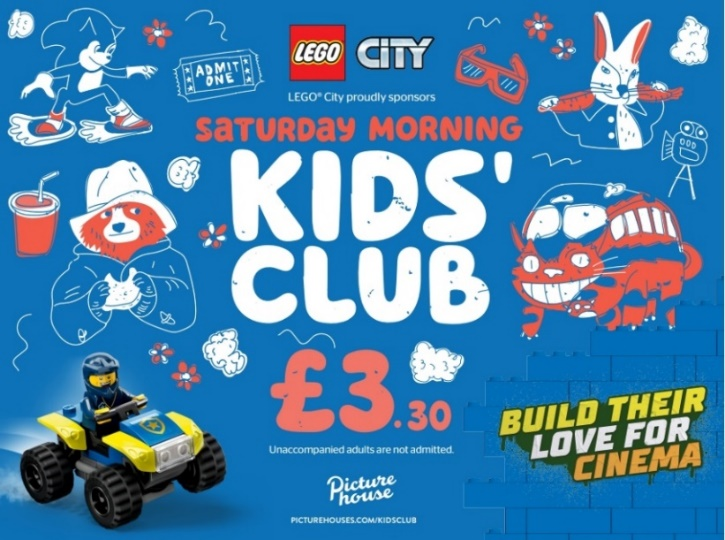 ADMIT
ONE
LEGO CITY
LEGO® City proudly sponsors
SATURDAY MORNING
KIDS'
CLUB
£3.30
Unaccompanied adults are not admitted.
Picture
house
PICTUREHOUSES.COM/KIDSCLUB
BUILD THEIR
LOVE FOR
CINEMA